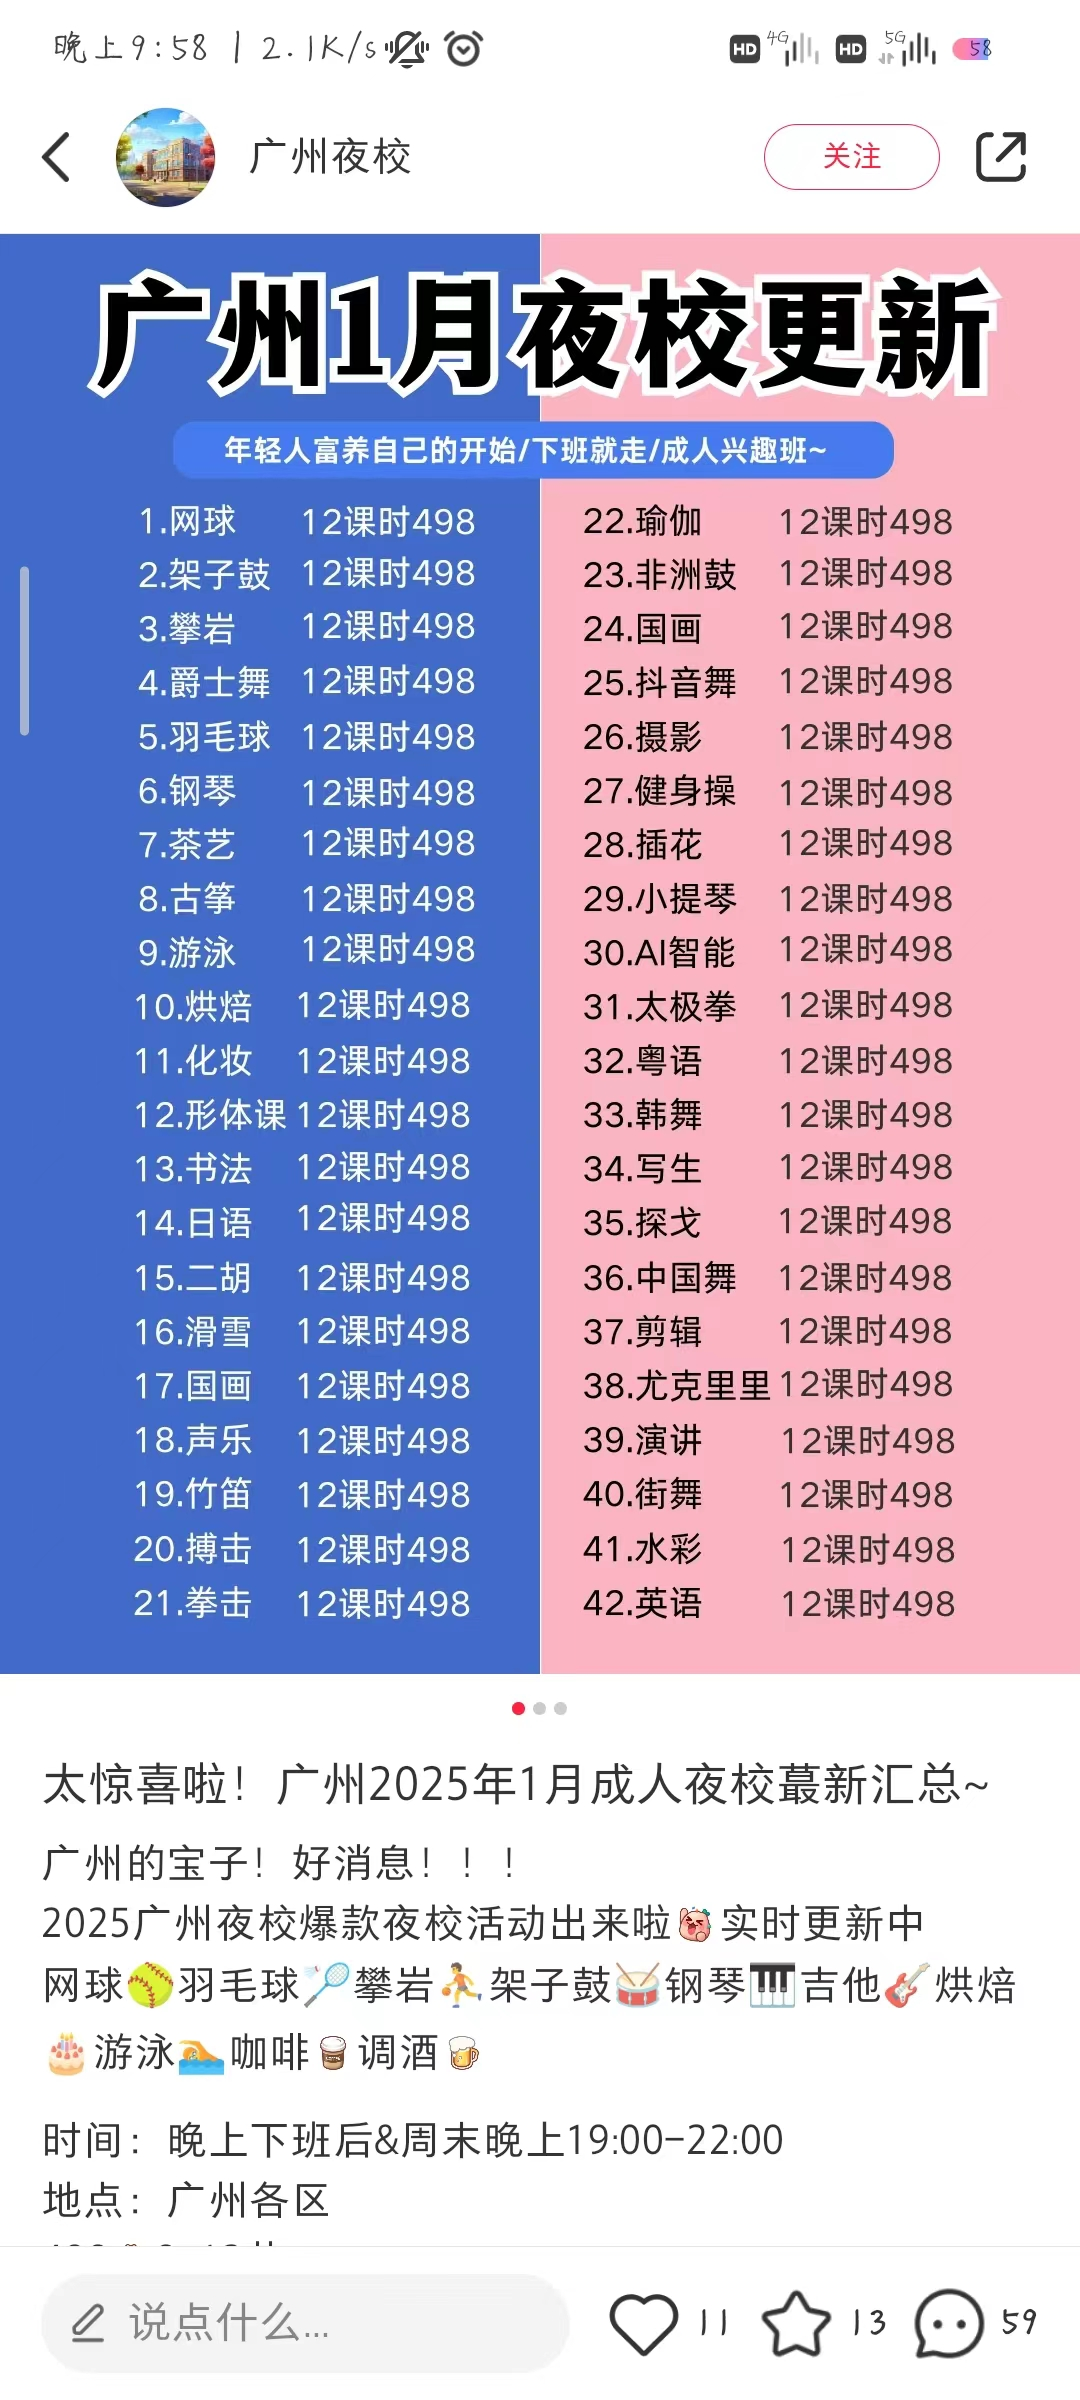 晚上9:58 | 2.1K/s HD 4G HD 5G 58
广州夜校 关注
广州1月夜校更新
年轻人富养自己的开始/下班就走/成人兴趣班~
1.网球 12课时498
2.架子鼓 12课时498
3.攀岩 12课时498
4.爵士舞 12课时498
5.羽毛球 12课时498
6.钢琴 12课时498
7.茶艺 12课时498
8.古筝 12课时498
9.游泳 12课时498
10.烘焙 12课时498
11.化妆 12课时498
12.形体课 12课时498
13.书法 12课时498
14.日语 12课时498
15.二胡 12课时498
16.滑雪 12课时498
17.国画 12课时498
18.声乐 12课时498
19.竹笛 12课时498
20.搏击 12课时498
21.拳击 12课时498
22.瑜伽 12课时498
23.非洲鼓 12课时498
24.国画 12课时498
25.抖音舞 12课时498
26.摄影 12课时498
27.健身操 12课时498
28.插花 12课时498
29.小提琴 12课时498
30.AI智能 12课时498
31.太极拳 12课时498
32.粤语 12课时498
33.韩舞 12课时498
34.写生 12课时498
35.探戈 12课时498
36.中国舞 12课时498
37.剪辑 12课时498
38.尤克里里 12课时498
39.演讲 12课时498
40.街舞 12课时498
41.水彩 12课时498
42.英语 12课时498
太惊喜啦！广州2025年1月成人夜校蕞新汇总~
广州的宝子！好消息！！！
2025广州夜校爆款夜校活动出来啦 实时更新中
网球🥎羽毛球🏸攀岩⛹架子鼓🥁钢琴🎹吉他🎸烘焙
🎂游泳🏊咖啡 调酒🍺
时间：晚上下班后&周末晚上19:00-22:00
地点：广州各区
说点什么... 11 13 59